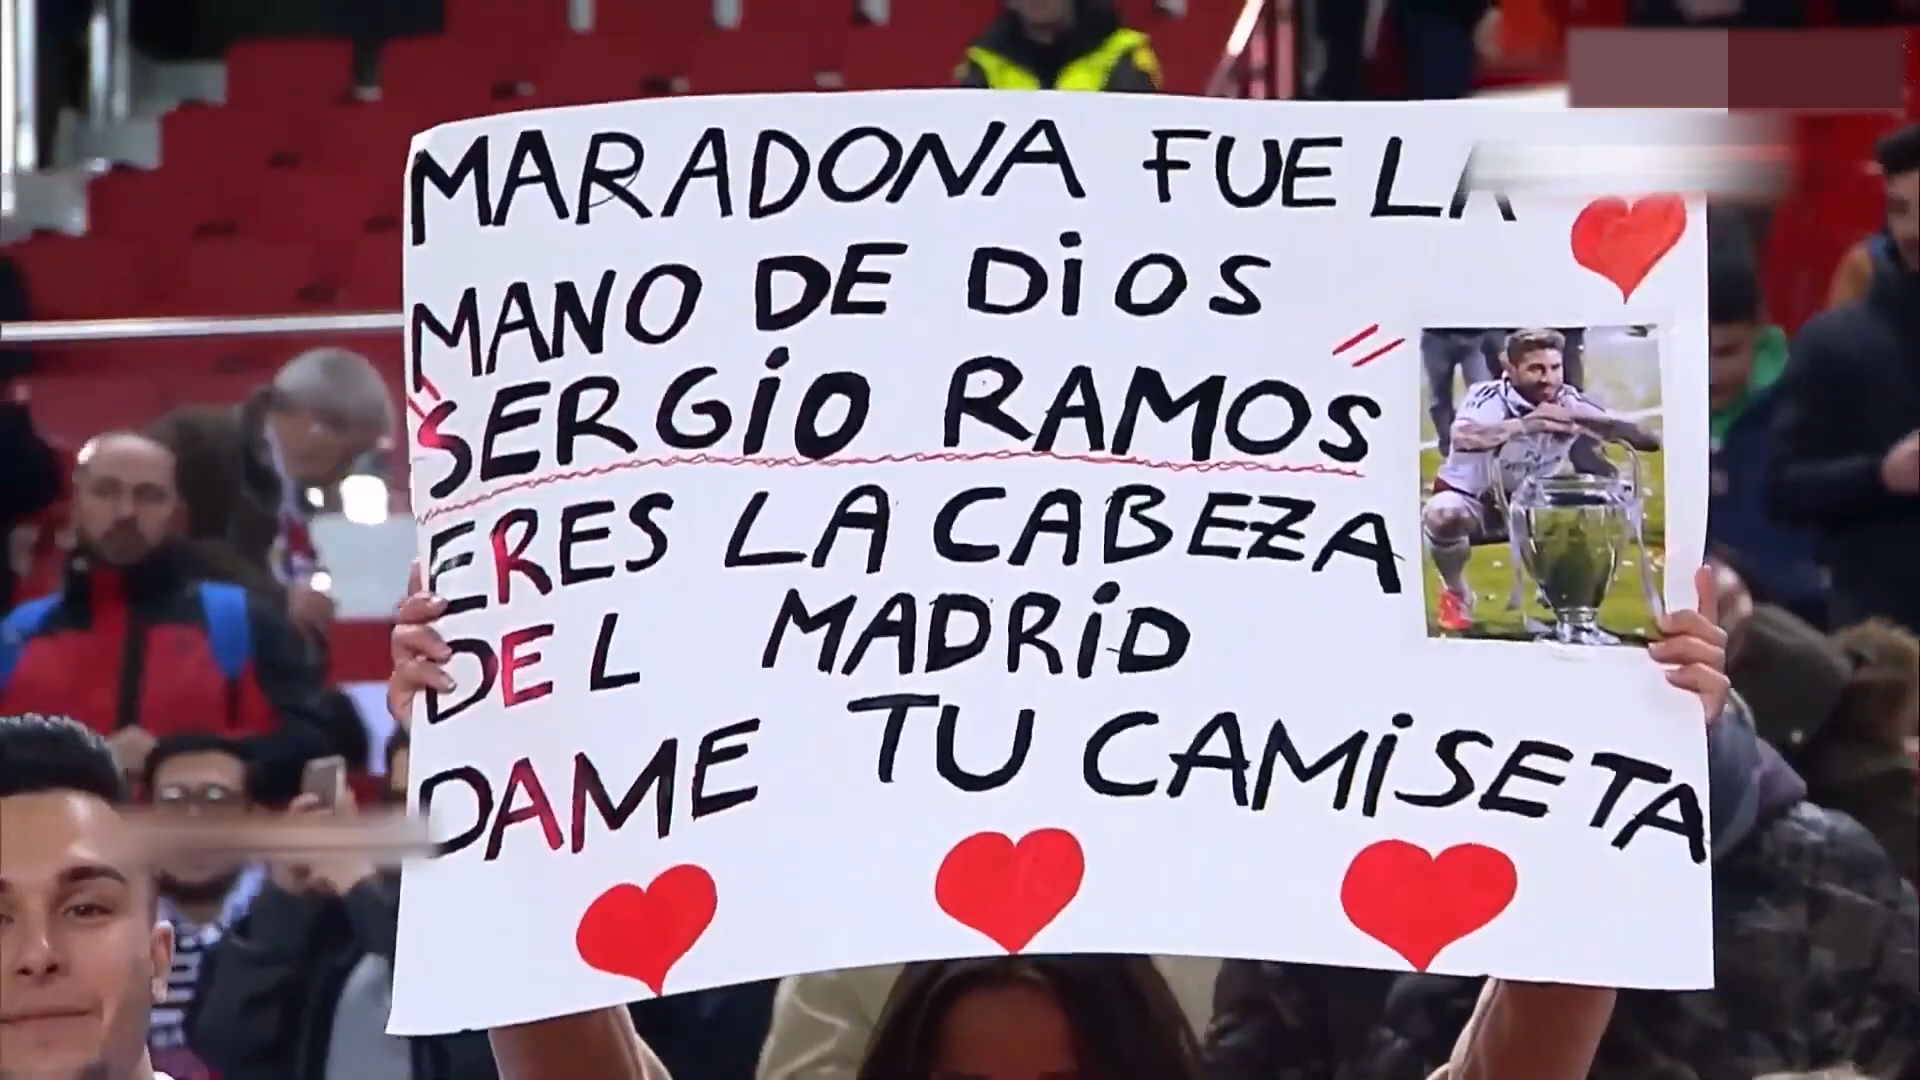 MARADONA FUE LA
MANO DE DIOS
"SERGIO RAMOS"
ERES LA CABEZA
DEL MADRID
DAME TU CAMISETA